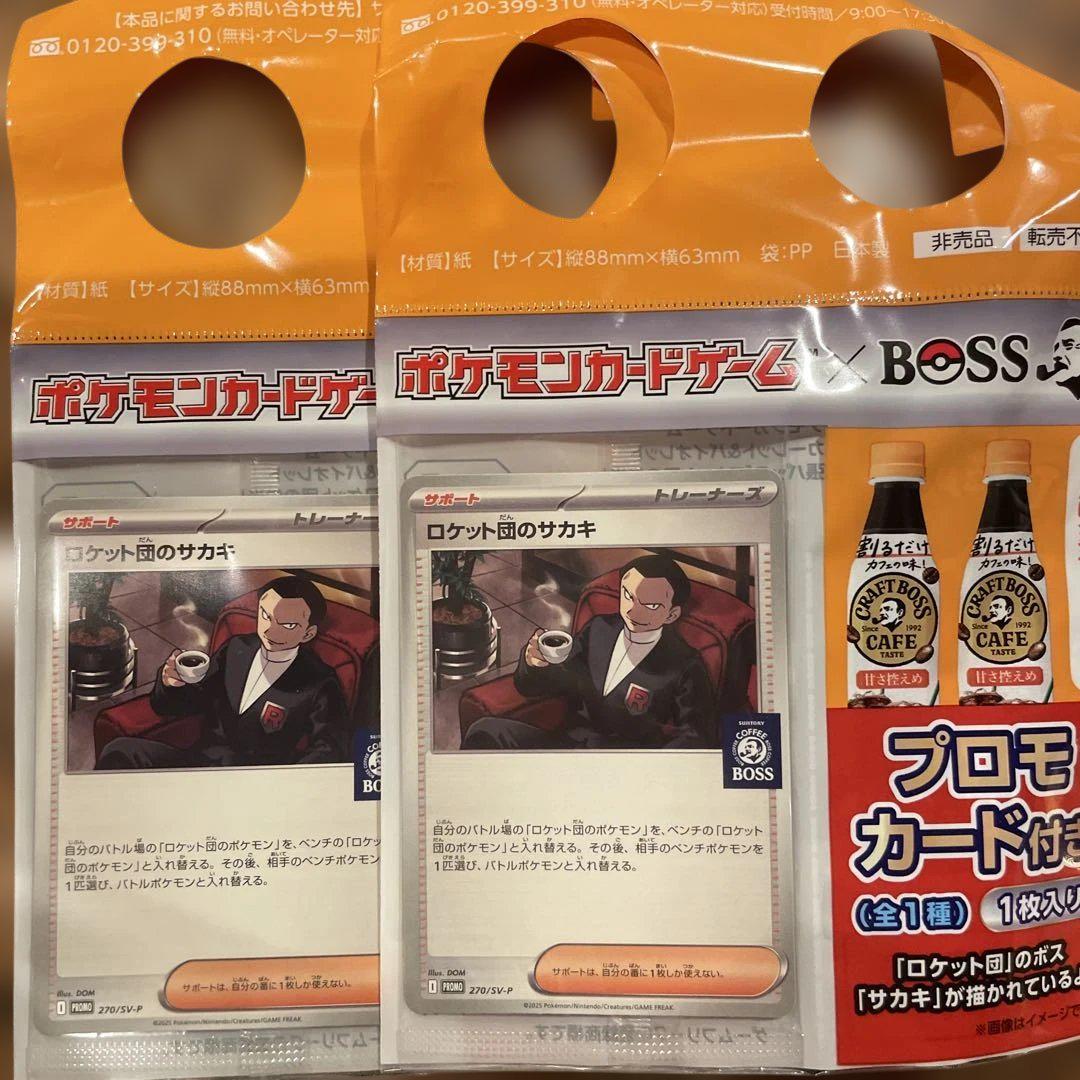 【本品に関するお問い合わせ先】
0120-399-310(無料・オペレーター対応
【材質】紙 【サイズ】縦88mm×横63mm
ポケモンカードゲー
サポート
トレーナー
ロケット団のサカキ
だん
R
BO
自分のバトル場の「ロケット団のポケモン」を、ベンチの「ロケット
団のポケモン」と入れ替える。その後、相手のベンチポケモンを
1匹選び、バトルポケモンと入れ替える。
サポートは、自分の番に1枚しか使えない。
Illus. DOM
I PROMO 270/SV-P
©2025 Pokémon/Nintendo/Creatures/GAME FREAK.
0120-399-310(無料・オペレーター対応)受付時間/9:00~17:30
【材質】紙 【サイズ】縦88mm×横63mm 袋:PP 日本製
非売品
転売不
ポケモンカードゲーム™×BOSS
サポート
トレーナーズ
ロケット団のサカキ
だん
R
SUNTORY
COFFEE
BOSS
自分のバトル場の「ロケット団のポケモン」を、ベンチの「ロケット
団のポケモン」と入れ替える。その後、相手のベンチポケモンを
1匹選び、バトルポケモンと入れ替える。
サポートは、自分の番に1枚しか使えない。
Illus. DOM
I PROMO 270/SV-P
©2025 Pokémon/Nintendo/Creatures/GAME FREAK.
割るだけ
カフェの味!
CRAFT BOSS
Since 1992
CAFE
TASTE
甘さ控えめ
割るだけ
カフェの味!
CRAFT BOSS
Since 1992
CAFE
TASTE
甘さ控えめ
プロモ
カード付き
(全1種)
1枚入り
「ロケット団」のボス
「サカキ」が描かれているよ
※画像はイメージで